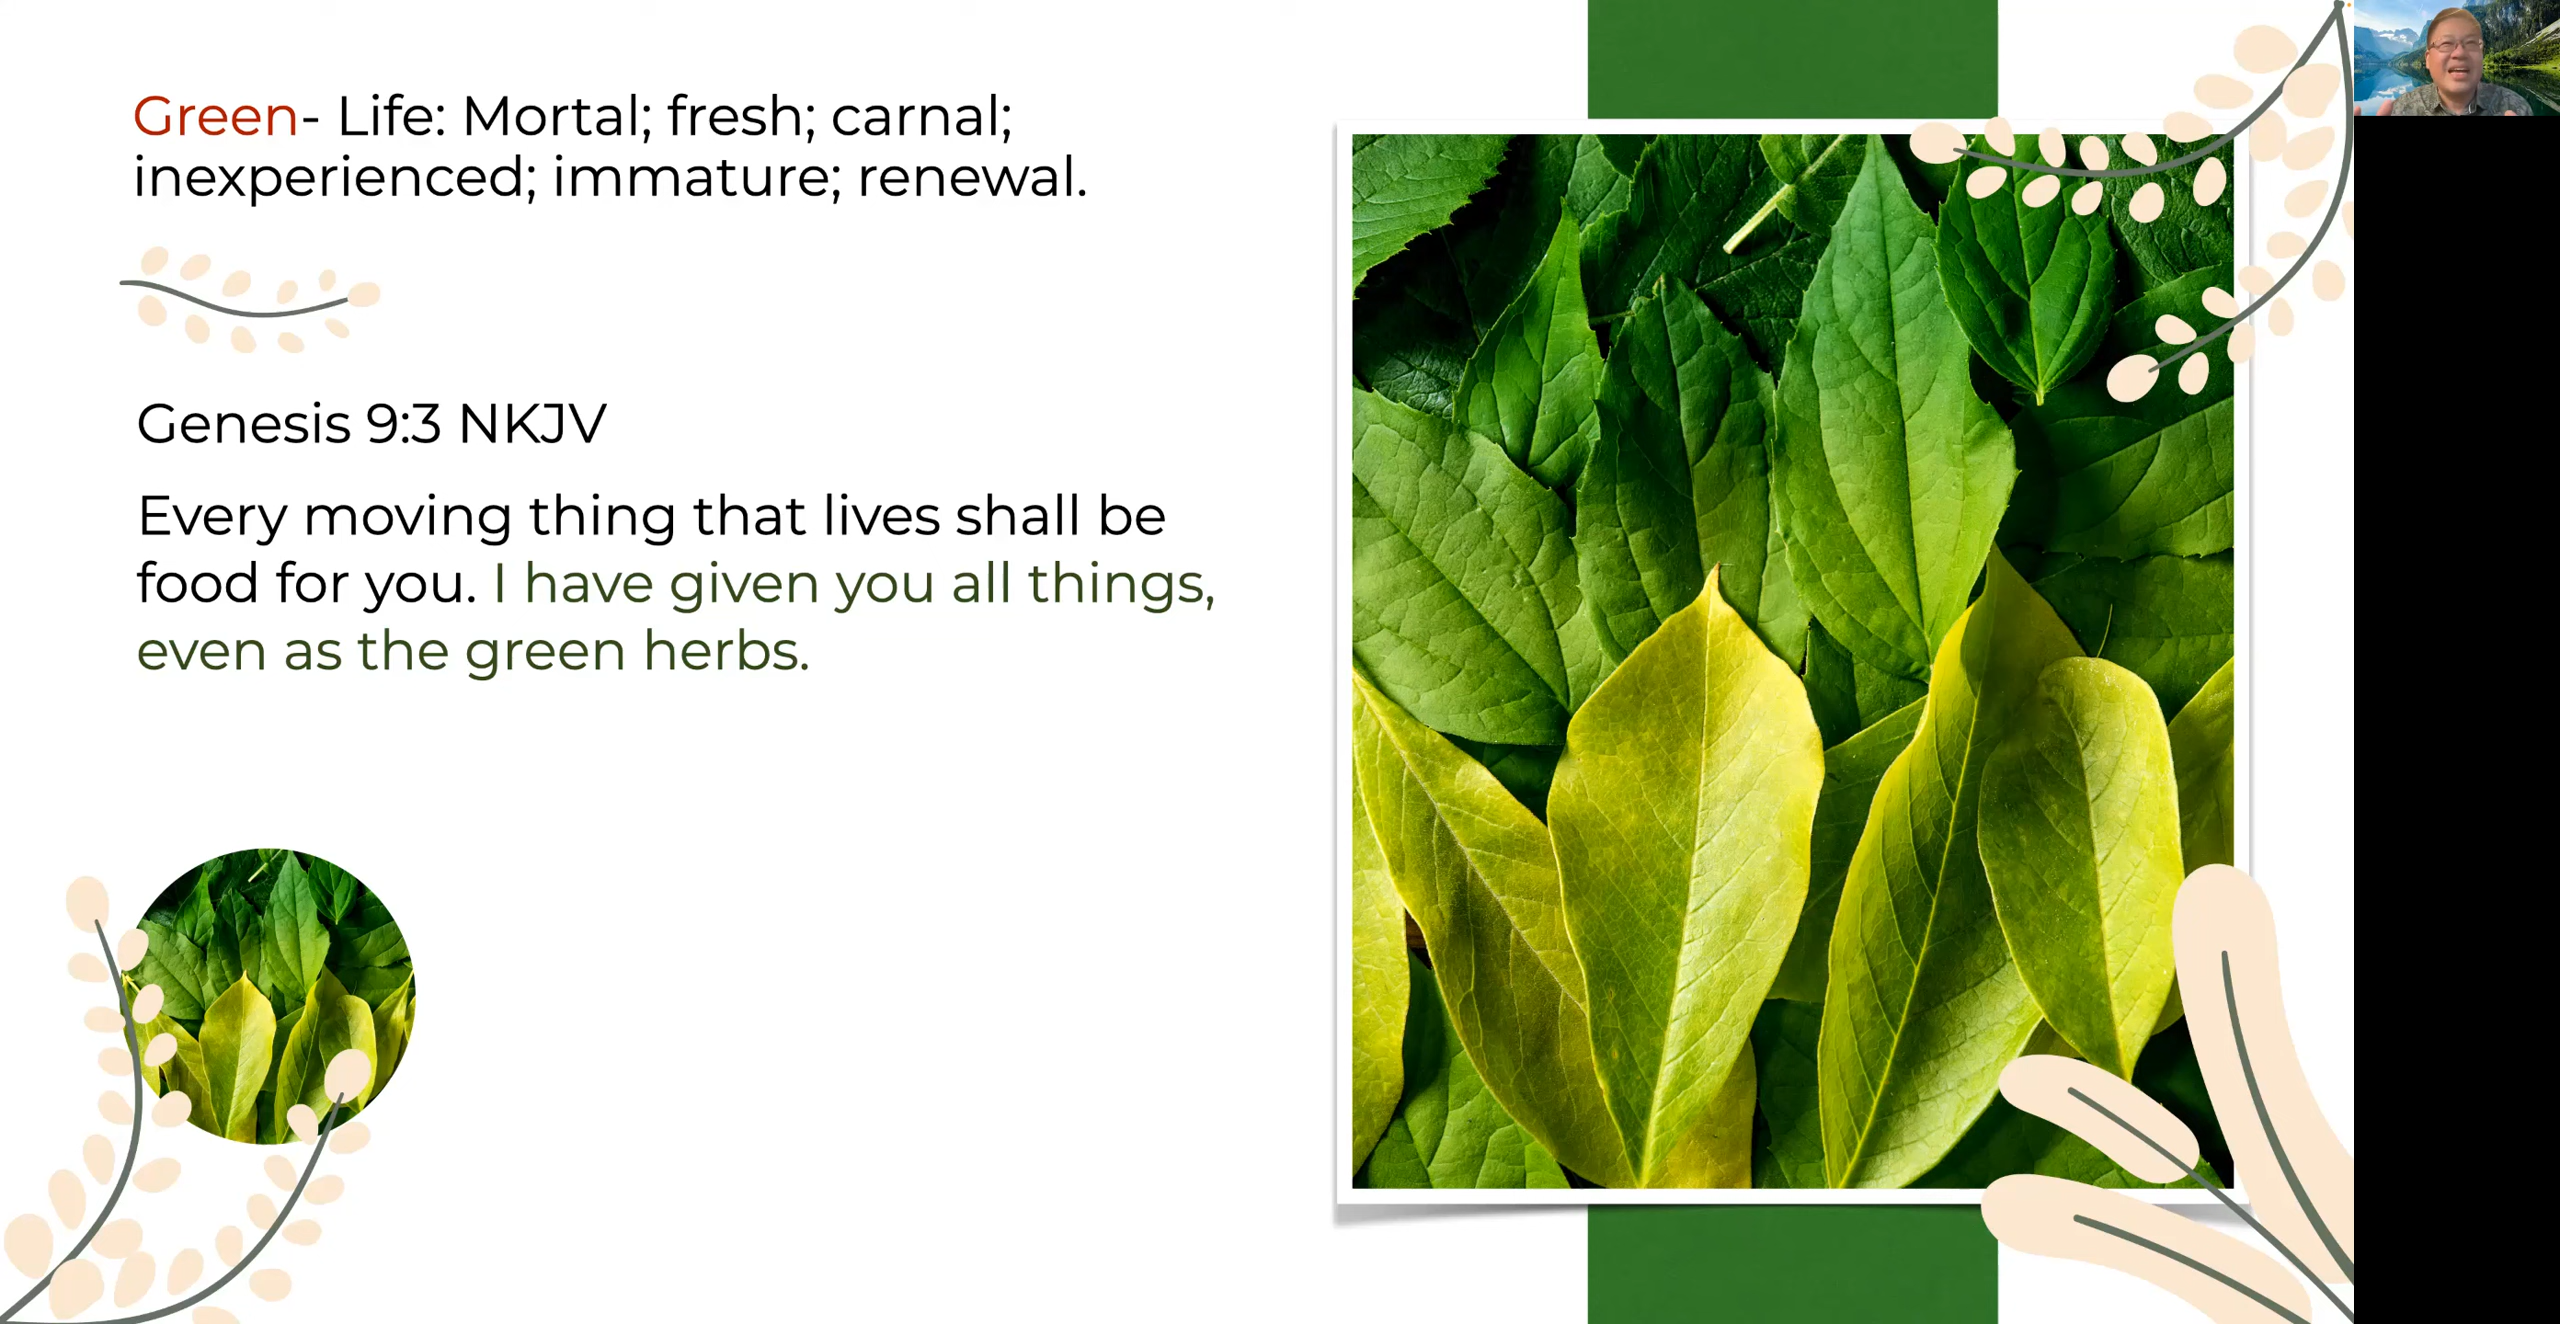 Green- Life: Mortal; fresh; carnal;
inexperienced; immature; renewal.
Genesis 9:3 NKJV
Every moving thing that lives shall be
food for you. I have given you all things,
even as the green herbs.